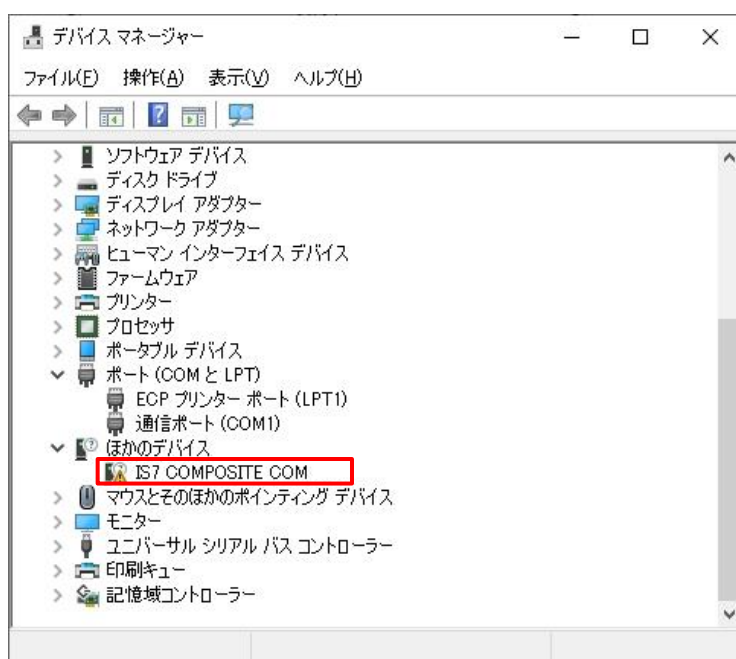 デバイス マネージャー
ファイル(F) 操作(A) 表示(V) ヘルプ(H)
ソフトウェア デバイス
ディスク ドライブ
ディスプレイ アダプター
ネットワーク アダプター
ヒューマン インターフェイス デバイス
ファームウェア
プリンター
プロセッサ
ポータブル デバイス
ポート (COM と LPT)
ECP プリンター ポート (LPT1)
通信ポート (COM1)
ほかのデバイス
IS7 COMPOSITE COM
マウスとそのほかのポインティング デバイス
モニター
ユニバーサル シリアル バス コントローラー
印刷キュー
記憶域コントローラー